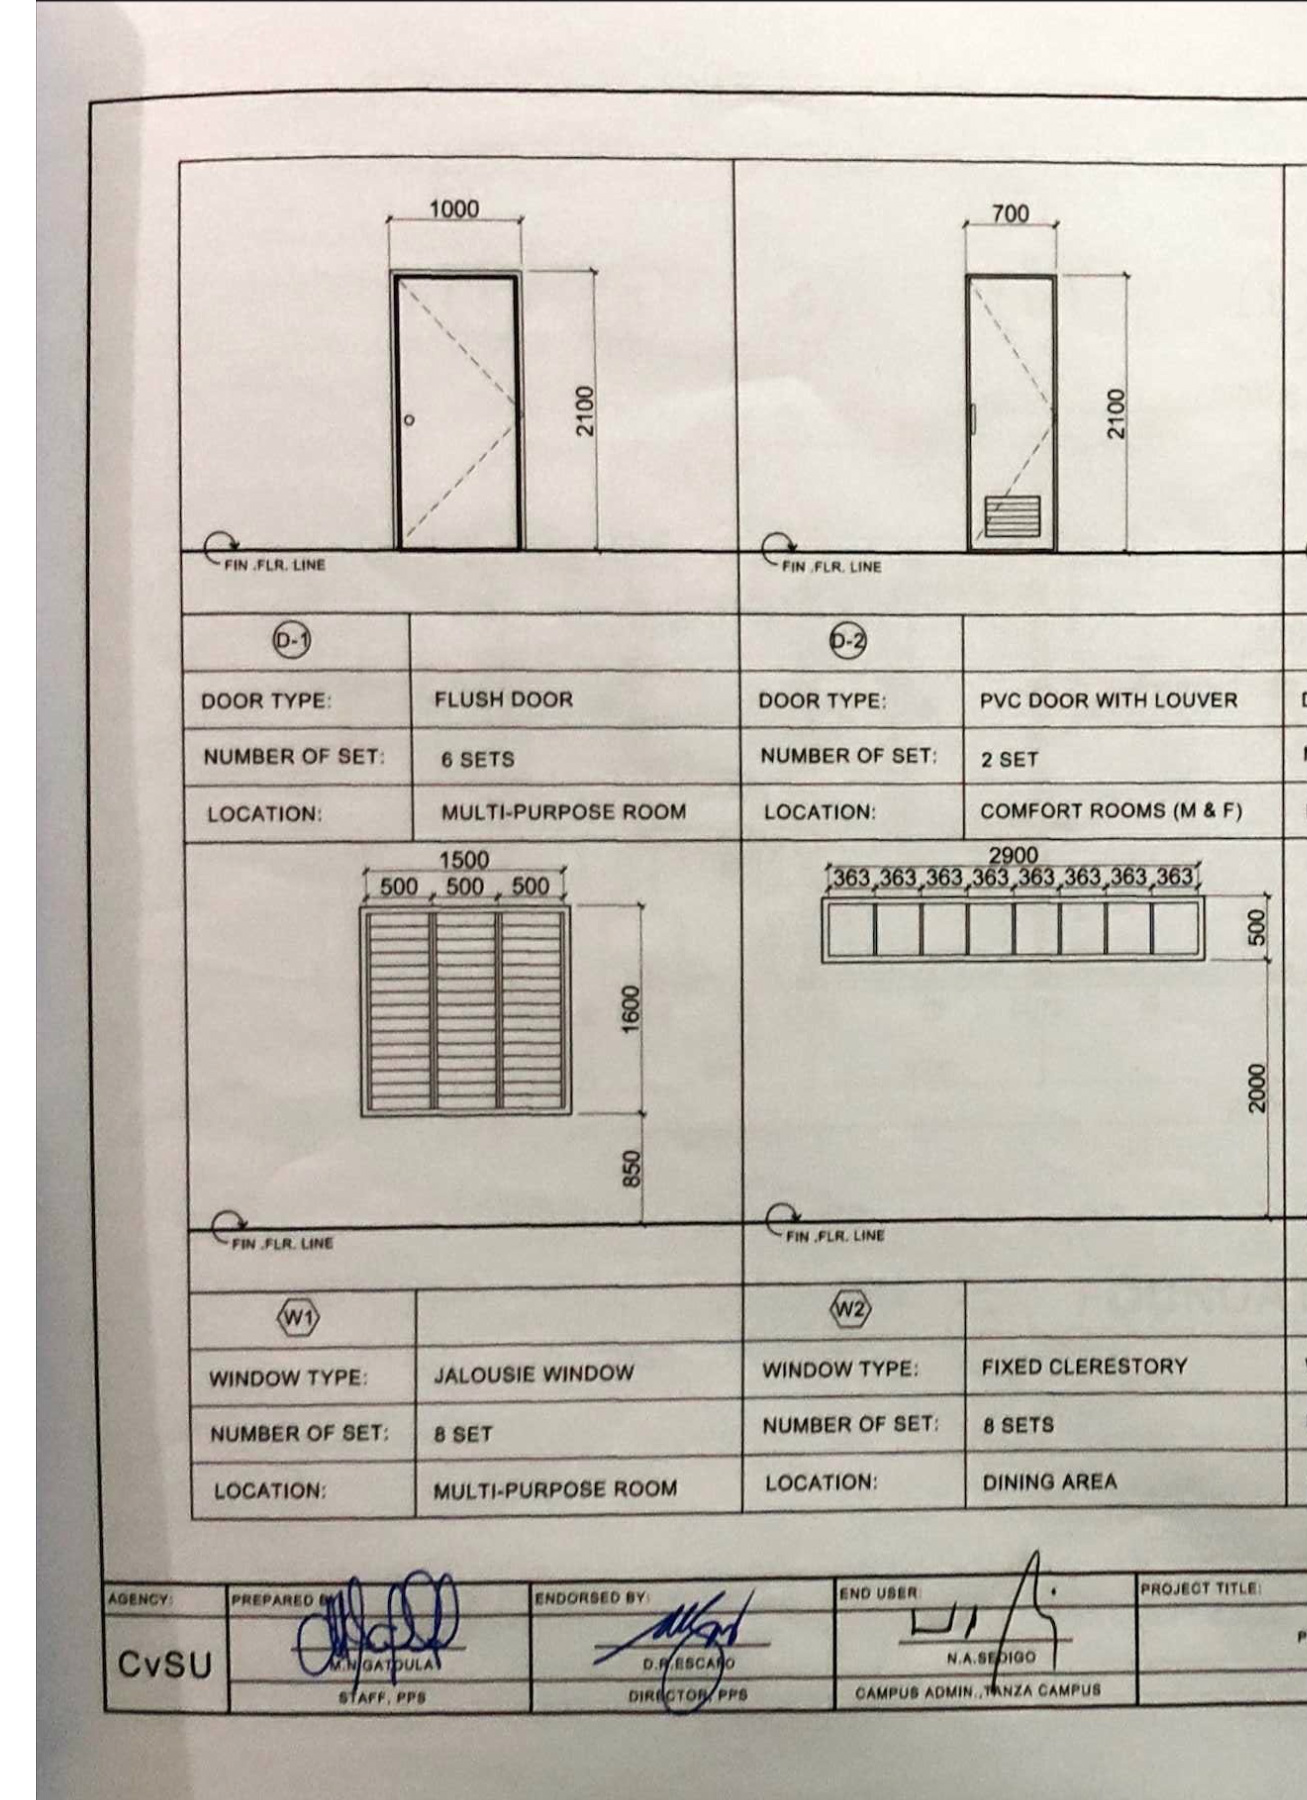 1000
2100
FIN .FLR. LINE
700
2100
FIN .FLR. LINE
D-1
DOOR TYPE: FLUSH DOOR
NUMBER OF SET: 6 SETS
LOCATION: MULTI-PURPOSE ROOM
D-2
DOOR TYPE: PVC DOOR WITH LOUVER
NUMBER OF SET: 2 SET
LOCATION: COMFORT ROOMS (M & F)
1500
500 500 500
1600
850
FIN .FLR. LINE
2900
363 363 363 363 363 363 363 363
500
2000
FIN .FLR. LINE
W1
WINDOW TYPE: JALOUSIE WINDOW
NUMBER OF SET: 8 SET
LOCATION: MULTI-PURPOSE ROOM
W2
WINDOW TYPE: FIXED CLERESTORY
NUMBER OF SET: 8 SETS
LOCATION: DINING AREA
AGENCY:
CvSU
PREPARED
M.N.GATDULA
STAFF, PPS
ENDORSED BY:
DIRECTOR, PPS
END USER:
N.A.SEDIGO
CAMPUS ADMIN.,TANZA CAMPUS
PROJECT TITLE: